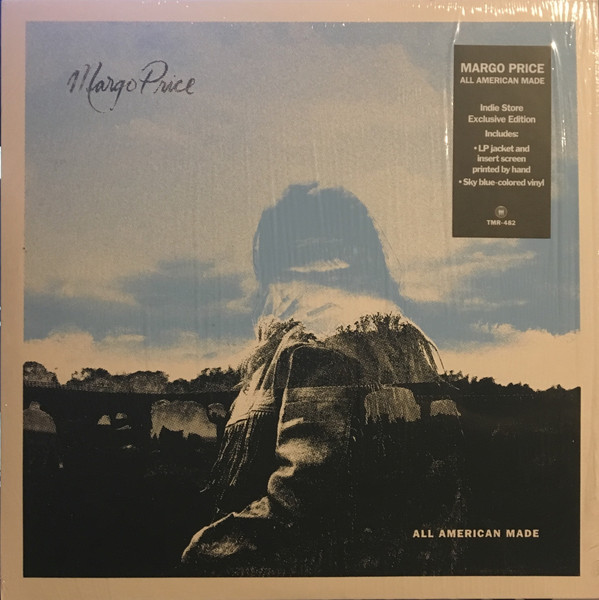 Margo Price
MARGO PRICE
ALL AMERICAN MADE
Indie Store
Exclusive Edition
Includes:
• LP jacket and
insert screen
printed by hand
• Sky blue-colored vinyl
TMR-482
ALL AMERICAN MADE